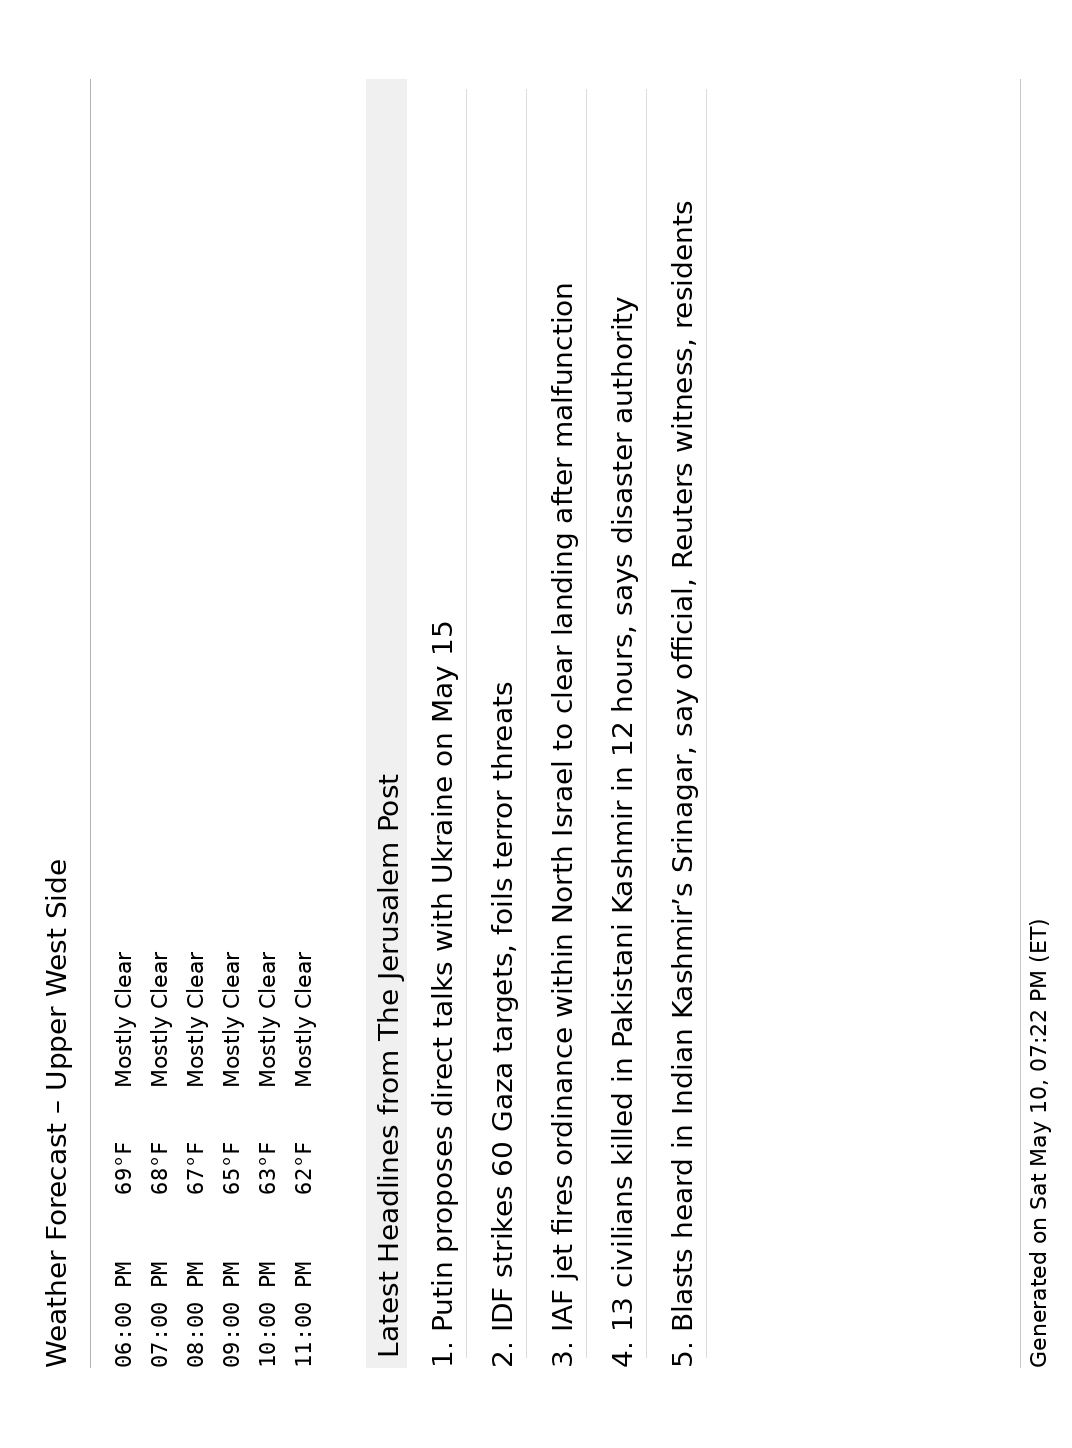 Weather Forecast – Upper West Side
06:00 PM 69°F Mostly Clear
07:00 PM 68°F Mostly Clear
08:00 PM 67°F Mostly Clear
09:00 PM 65°F Mostly Clear
10:00 PM 63°F Mostly Clear
11:00 PM 62°F Mostly Clear
Latest Headlines from The Jerusalem Post
1. Putin proposes direct talks with Ukraine on May 15
2. IDF strikes 60 Gaza targets, foils terror threats
3. IAF jet fires ordinance within North Israel to clear landing after malfunction
4. 13 civilians killed in Pakistani Kashmir in 12 hours, says disaster authority
5. Blasts heard in Indian Kashmir’s Srinagar, say official, Reuters witness, residents
Generated on Sat May 10, 07:22 PM (ET)